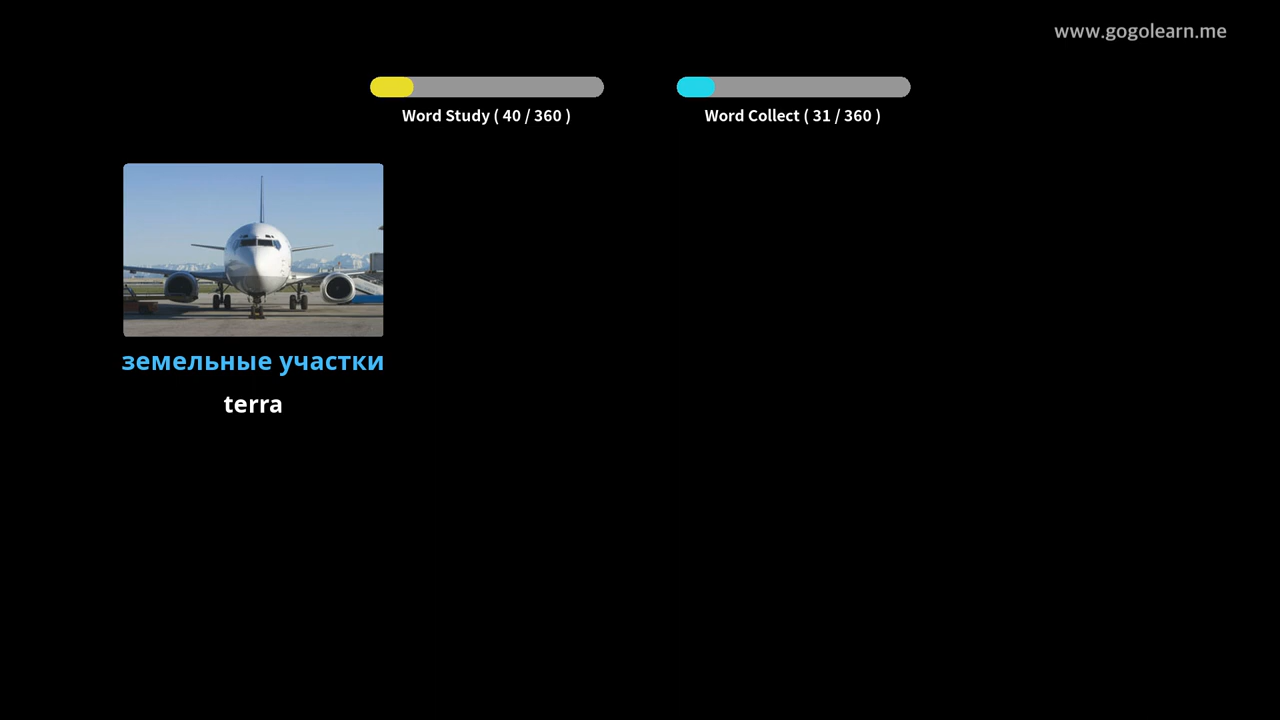 www.gogolearn.me
Word Study ( 40 / 360 )
Word Collect ( 31 / 360 )
земельные участки
terra